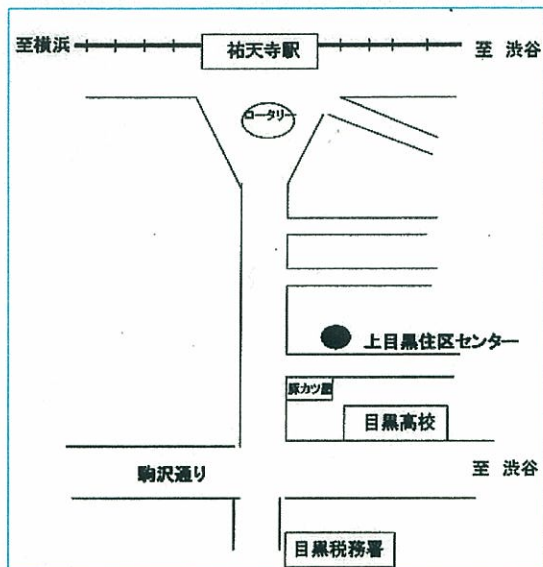 至横浜
祐天寺駅
至 渋谷
ロータリー
上目黒住区センター
豚カツ屋
目黒高校
駒沢通り
至 渋谷
目黒税務署